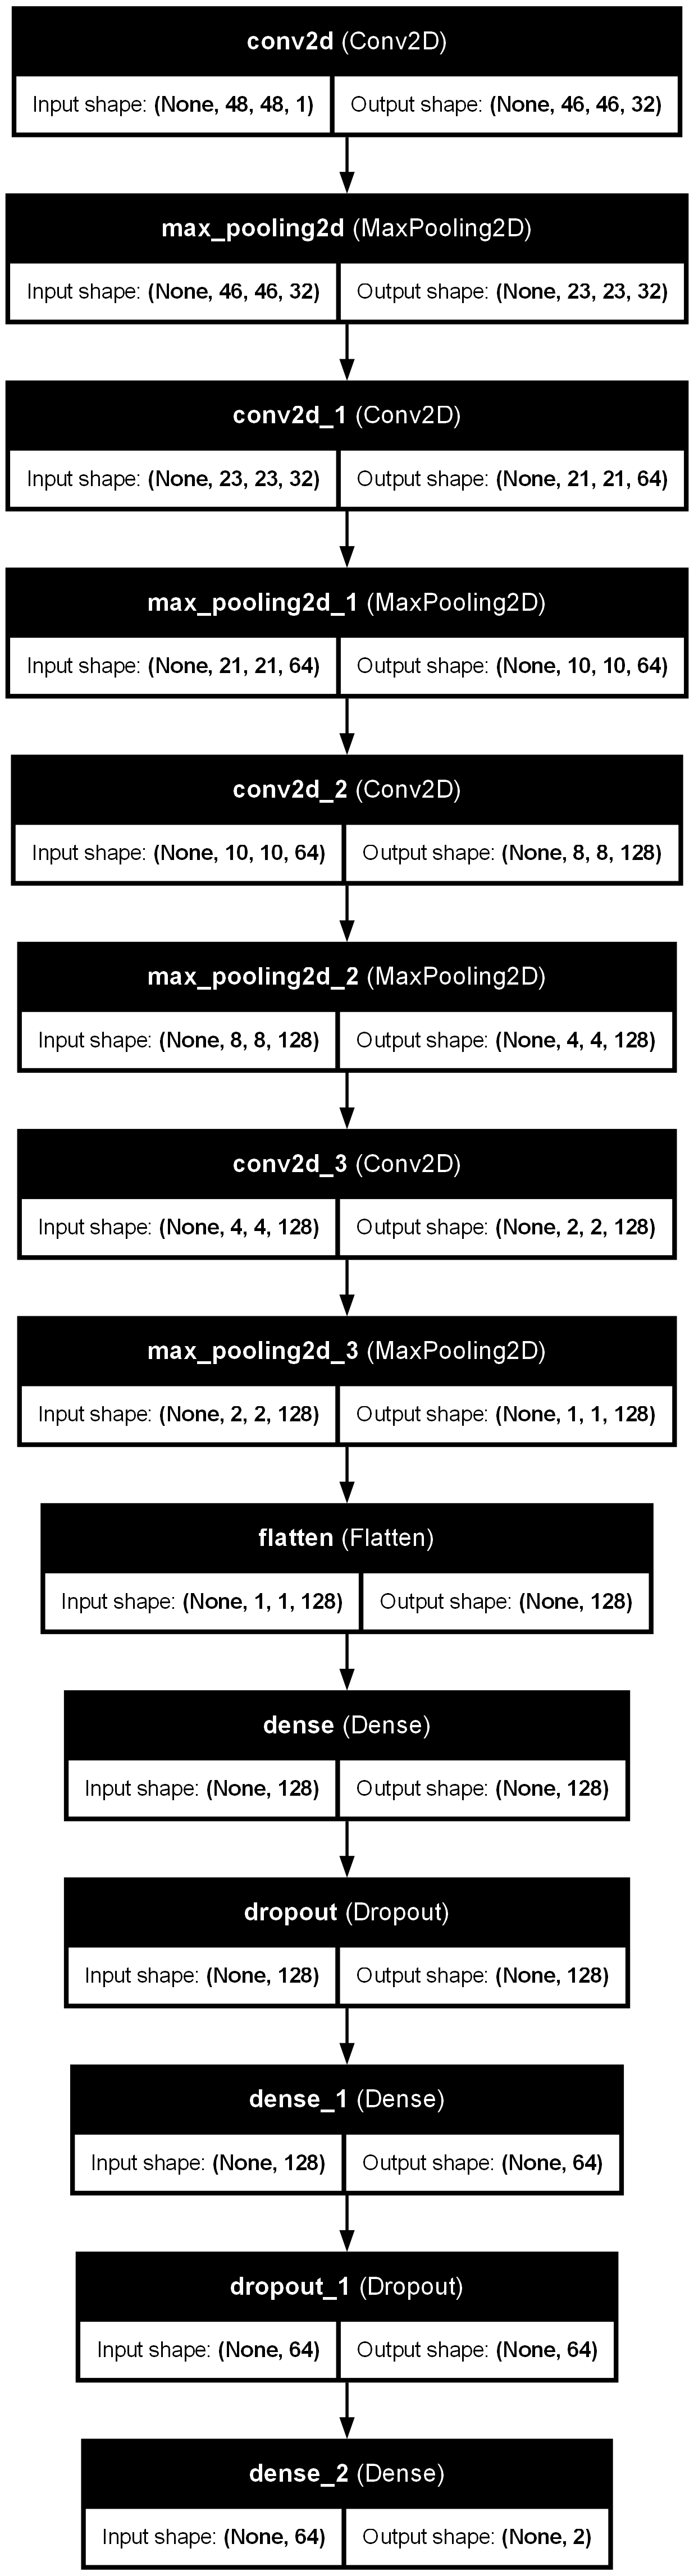 conv2d (Conv2D)
Input shape: (None, 48, 48, 1) Output shape: (None, 46, 46, 32)
max_pooling2d (MaxPooling2D)
Input shape: (None, 46, 46, 32) Output shape: (None, 23, 23, 32)
conv2d_1 (Conv2D)
Input shape: (None, 23, 23, 32) Output shape: (None, 21, 21, 64)
max_pooling2d_1 (MaxPooling2D)
Input shape: (None, 21, 21, 64) Output shape: (None, 10, 10, 64)
conv2d_2 (Conv2D)
Input shape: (None, 10, 10, 64) Output shape: (None, 8, 8, 128)
max_pooling2d_2 (MaxPooling2D)
Input shape: (None, 8, 8, 128) Output shape: (None, 4, 4, 128)
conv2d_3 (Conv2D)
Input shape: (None, 4, 4, 128) Output shape: (None, 2, 2, 128)
max_pooling2d_3 (MaxPooling2D)
Input shape: (None, 2, 2, 128) Output shape: (None, 1, 1, 128)
flatten (Flatten)
Input shape: (None, 1, 1, 128) Output shape: (None, 128)
dense (Dense)
Input shape: (None, 128) Output shape: (None, 128)
dropout (Dropout)
Input shape: (None, 128) Output shape: (None, 128)
dense_1 (Dense)
Input shape: (None, 128) Output shape: (None, 64)
dropout_1 (Dropout)
Input shape: (None, 64) Output shape: (None, 64)
dense_2 (Dense)
Input shape: (None, 64) Output shape: (None, 2)